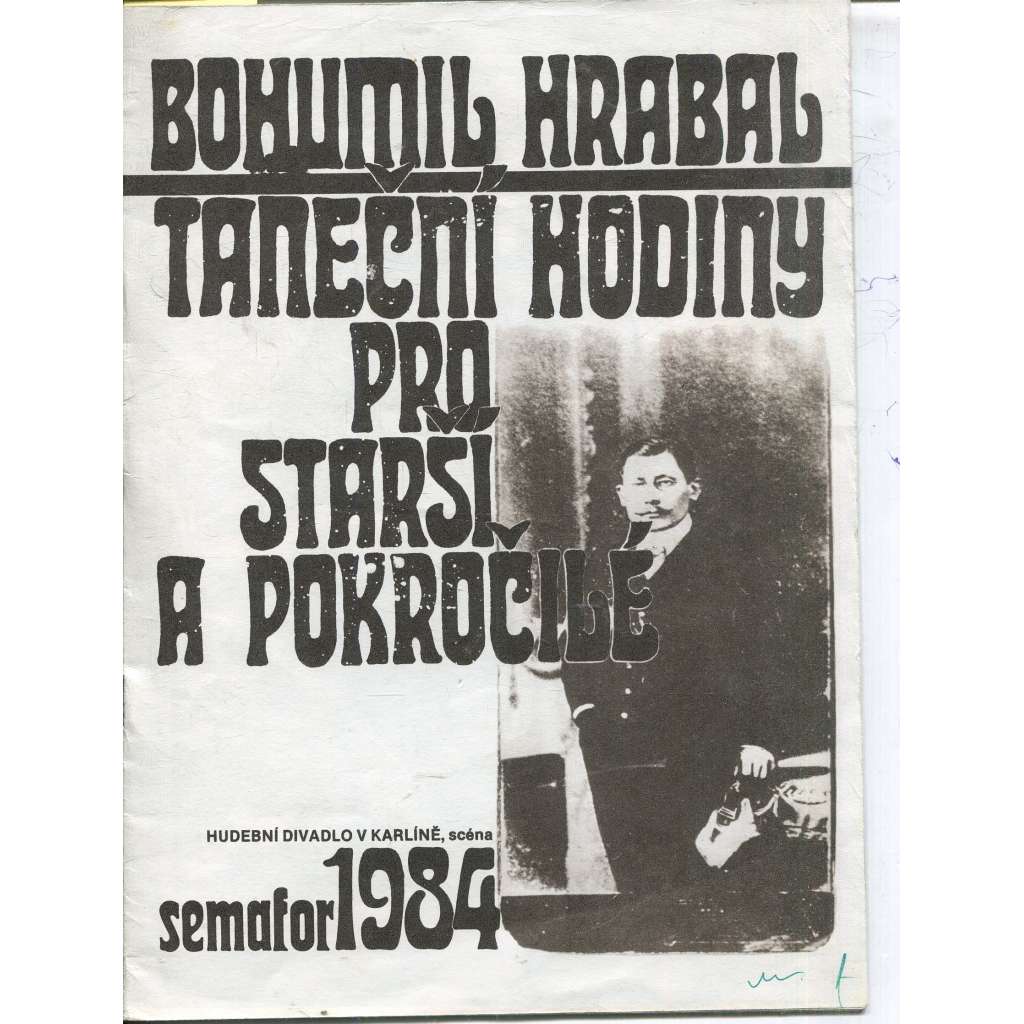 BOHUMIL HRABAL
TANEČNÍ HODINY
PRO
STARŠÍ
A POKROČILÉ
HUDEBNÍ DIVADLO V KARLÍNĚ, scéna
semafor 1984